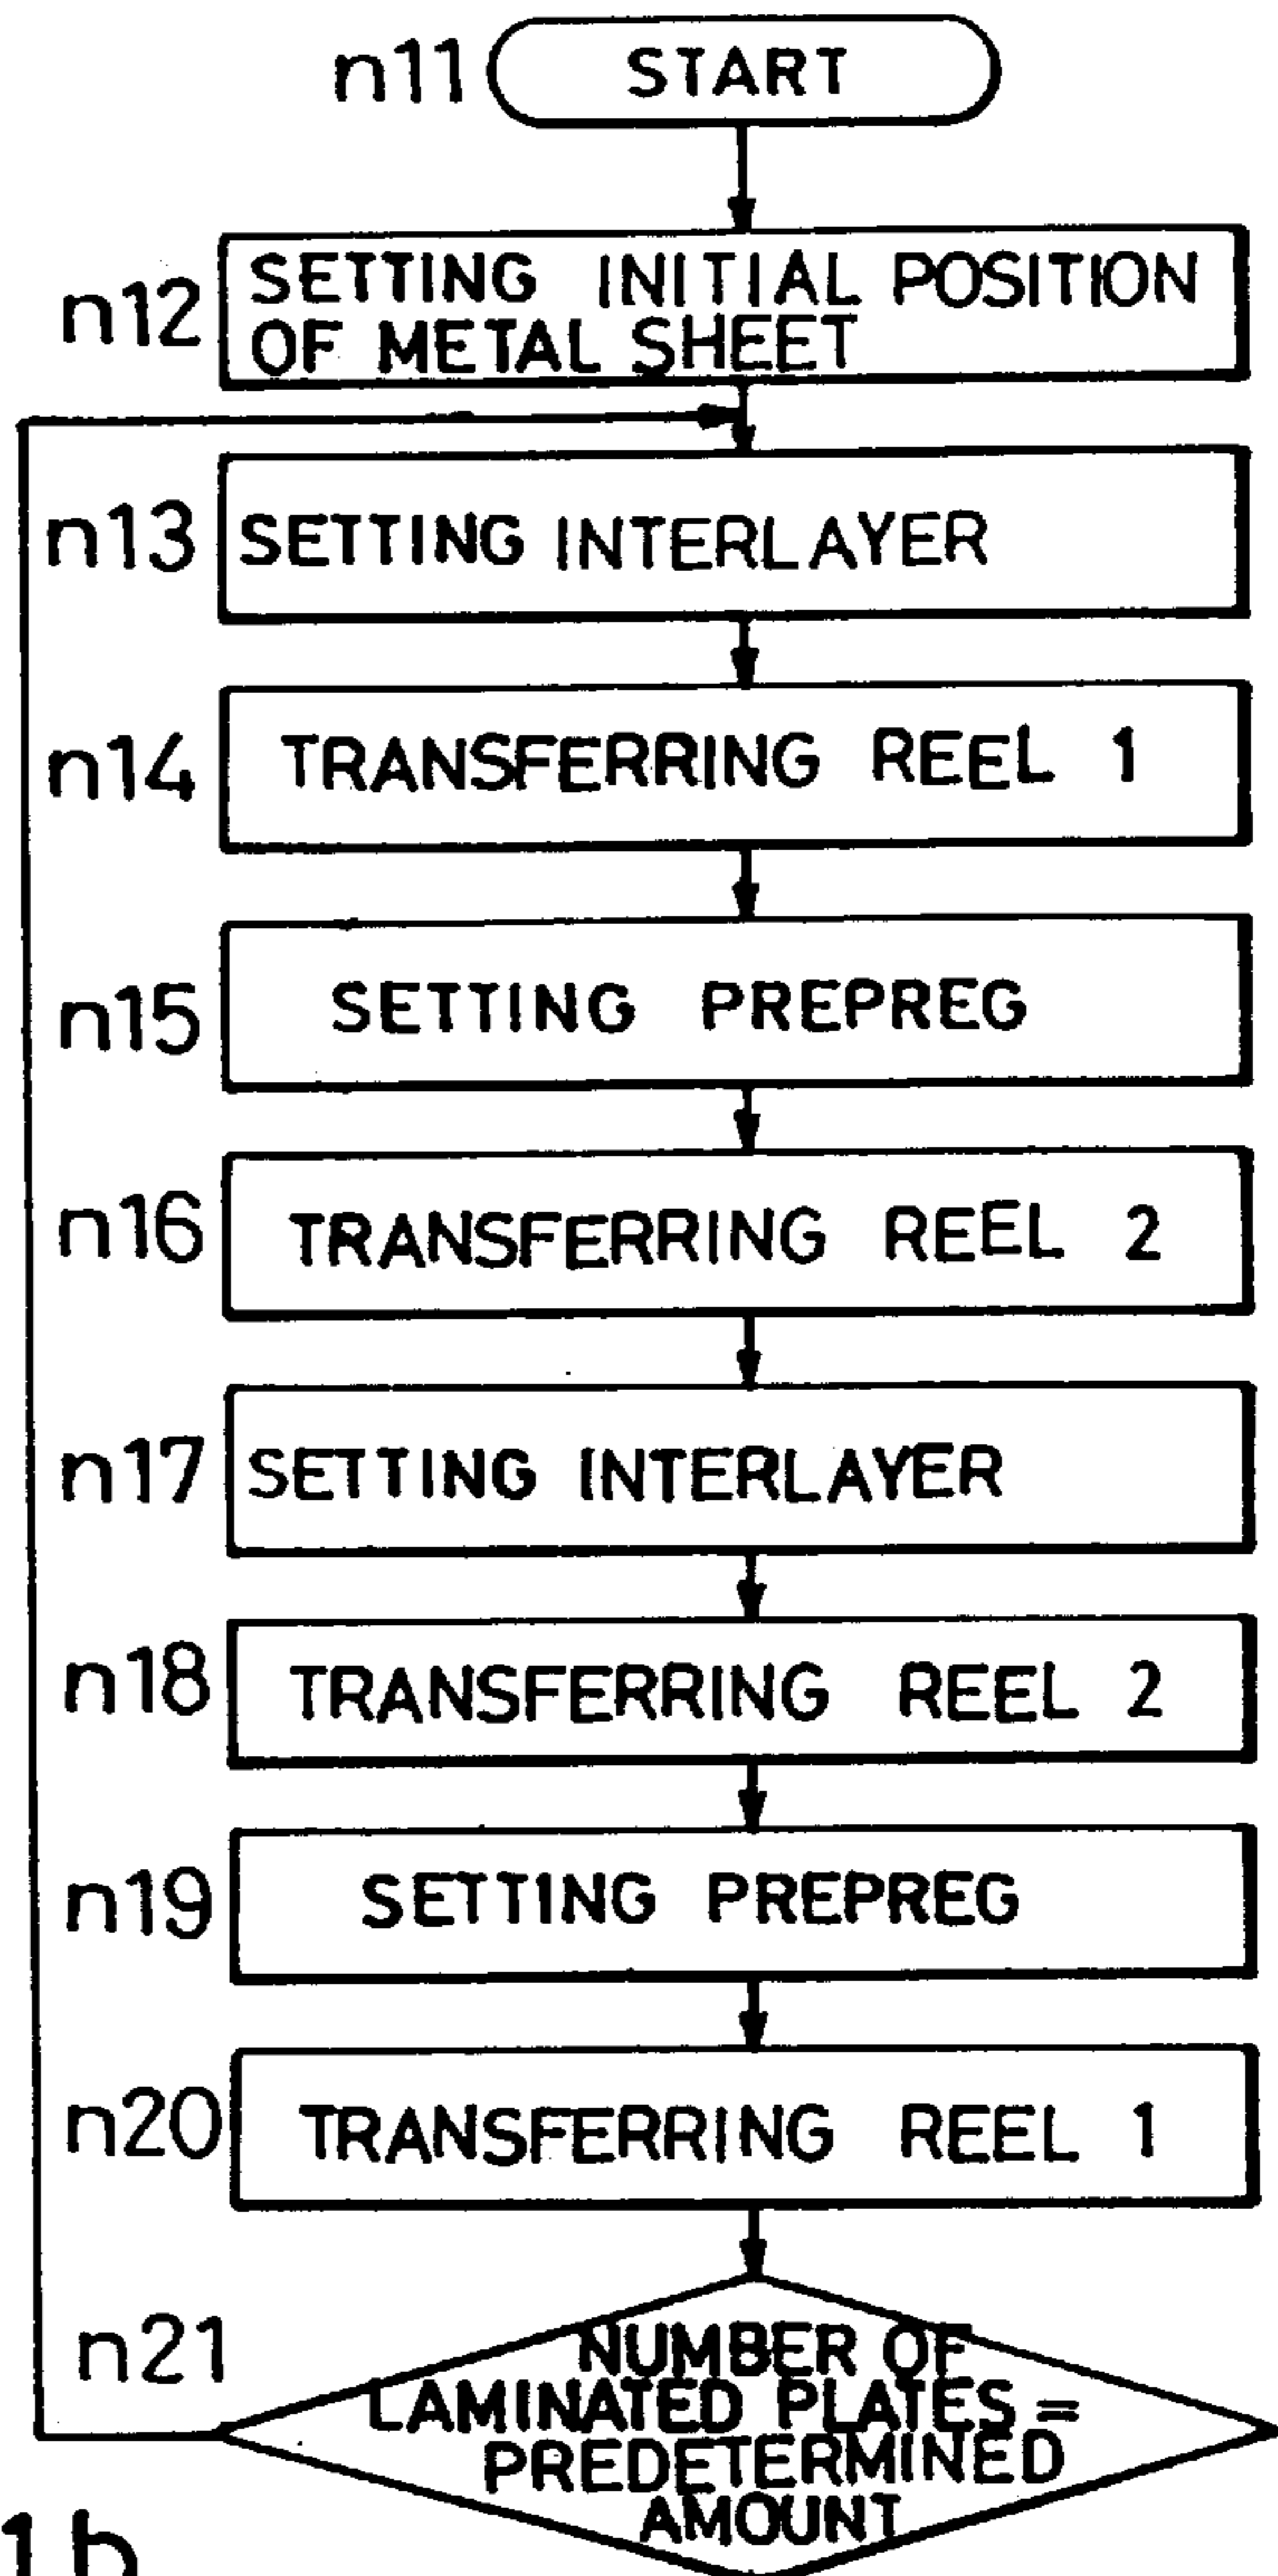 n11 START
n12 SETTING INITIAL POSITION
OF METAL SHEET
n13 SETTING INTERLAYER
n14 TRANSFERRING REEL 1
n15 SETTING PREPREG
n16 TRANSFERRING REEL 2
n17 SETTING INTERLAYER
n18 TRANSFERRING REEL 2
n19 SETTING PREPREG
n20 TRANSFERRING REEL 1
n21 NUMBER OF
LAMINATED PLATES =
PREDETERMINED
AMOUNT